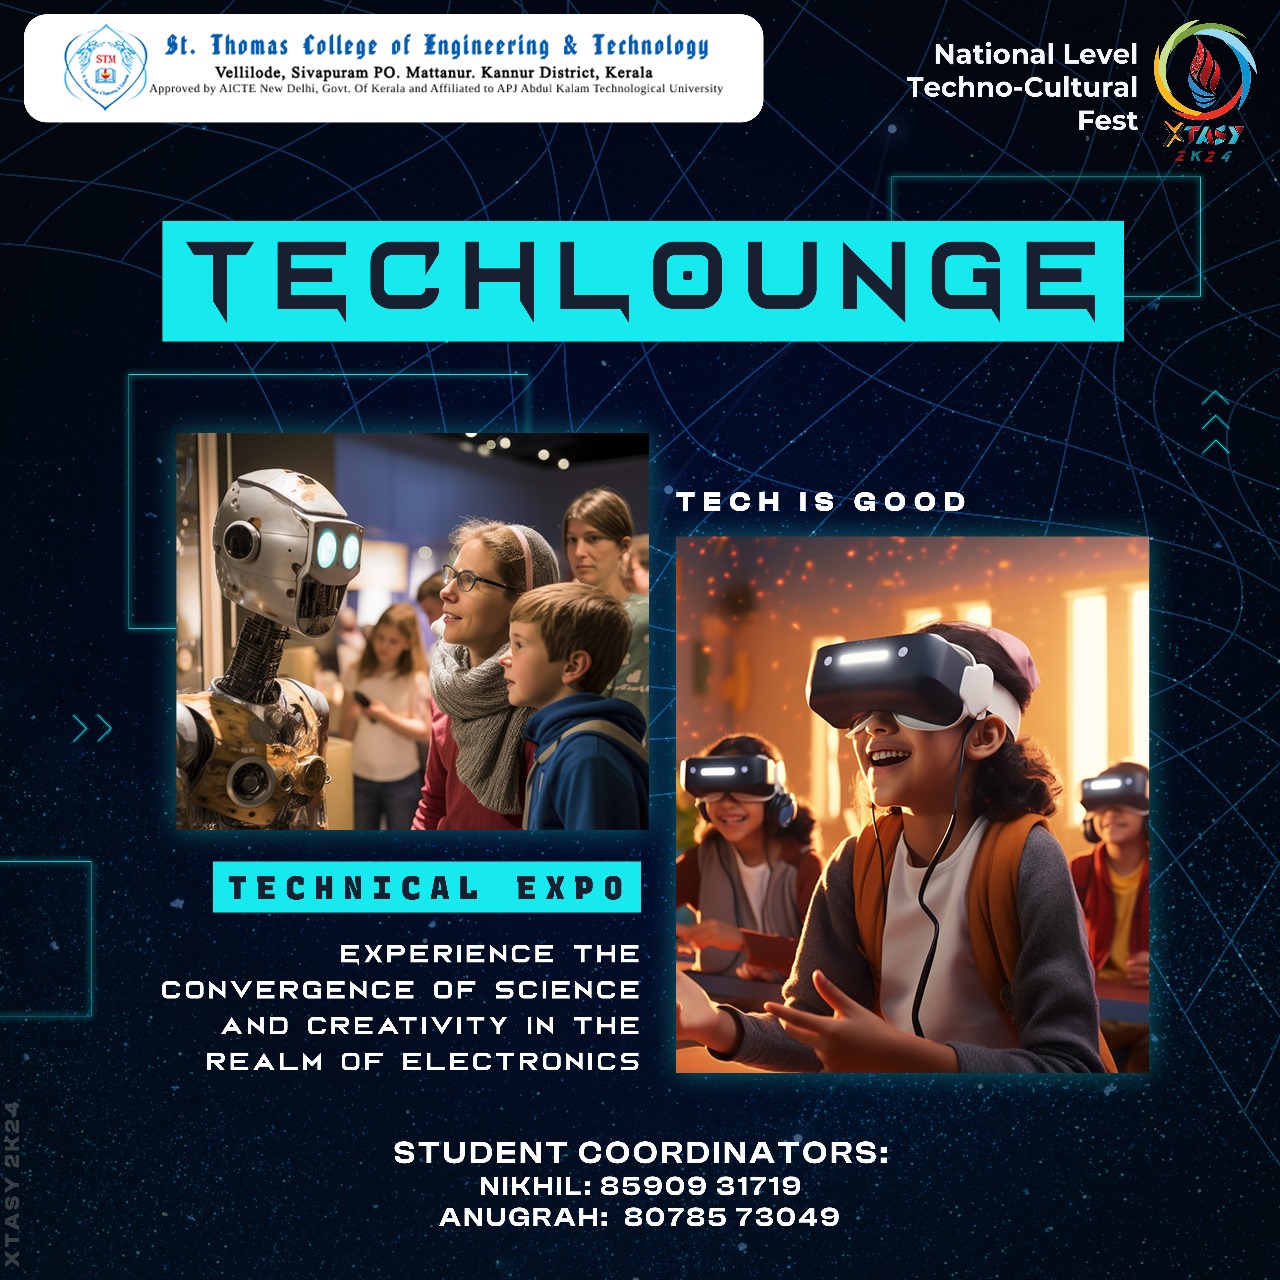 STM
St. Thomas College of Engineering & Technology
Vellilode, Sivapuram PO. Mattanur. Kannur District, Kerala
Approved by AICTE New Delhi, Govt. Of Kerala and Affiliated to APJ Abdul Kalam Technological University
National Level
Techno-Cultural
Fest
XTASY
2K24
TECHLOUNGE
TECH IS GOOD
TECHNICAL EXPO
EXPERIENCE THE
CONVERGENCE OF SCIENCE
AND CREATIVITY IN THE
REALM OF ELECTRONICS
STUDENT COORDINATORS:
NIKHIL: 85909 31719
ANUGRAH: 80785 73049
XTASY 2K24